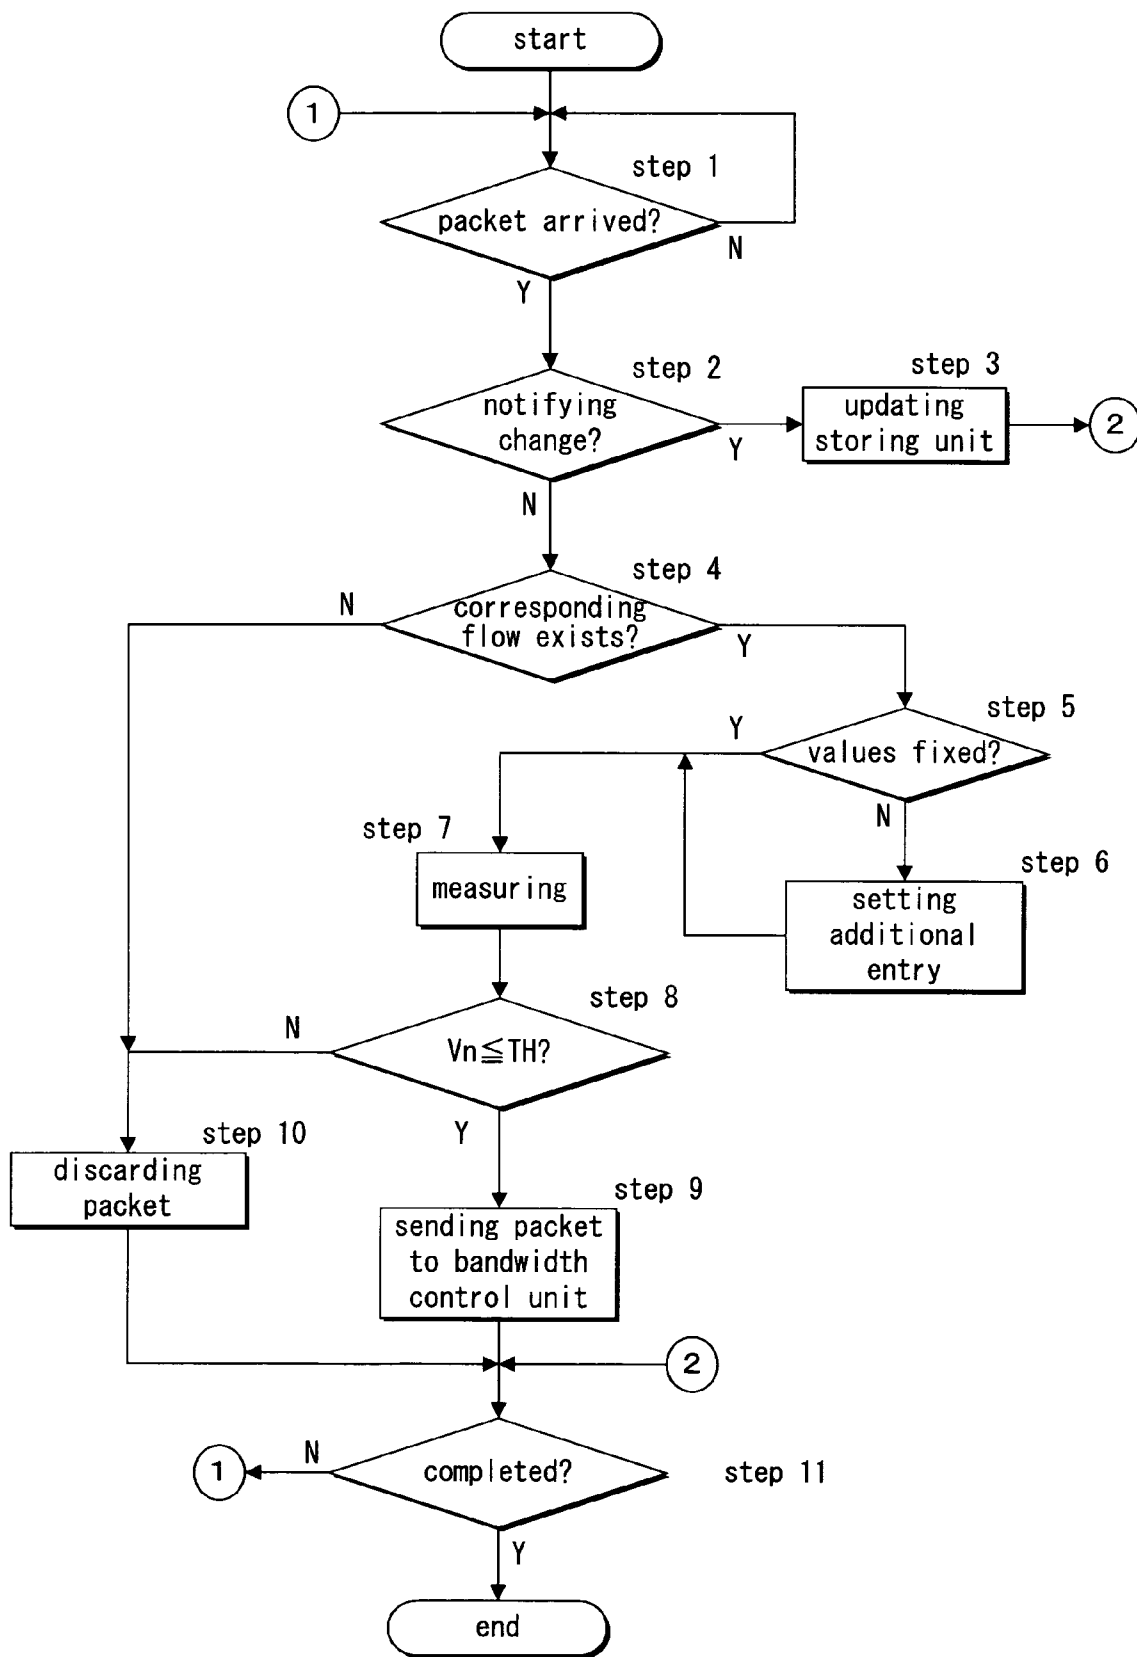 start
1
step 1
packet arrived?
N
Y
step 2
notifying
change?
Y
N
step 3
updating
storing unit
2
step 4
corresponding
flow exists?
N
Y
step 5
values fixed?
Y
N
step 6
setting
additional
entry
step 7
measuring
step 8
Vn≦TH?
N
Y
step 10
discarding
packet
step 9
sending packet
to bandwidth
control unit
2
step 11
completed?
N
1
Y
end